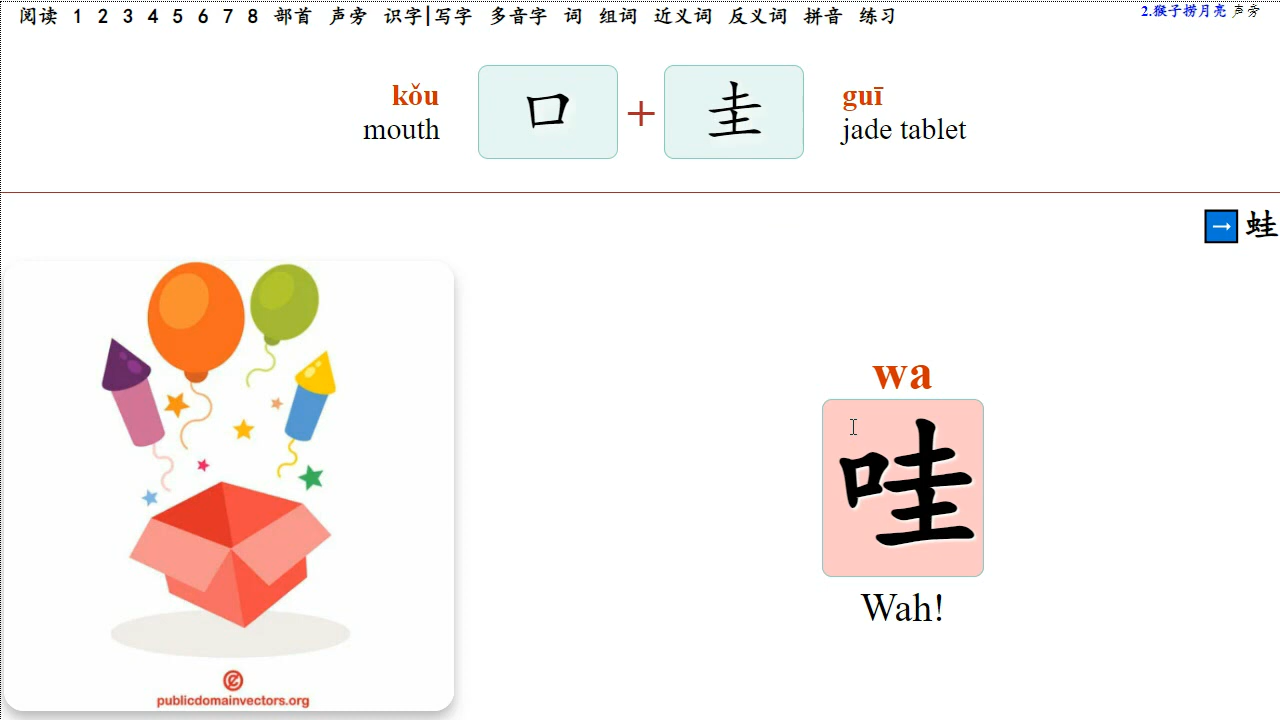 阅读 1 2 3 4 5 6 7 8 部首 声旁 识字|写字 多音字 词 组词 近义词 反义词 拼音 练习
2.猴子捞月亮 声旁
kǒu
mouth
口 + 圭
guī
jade tablet
→ 蛙
wa
哇
Wah!
publicdomainvectors.org